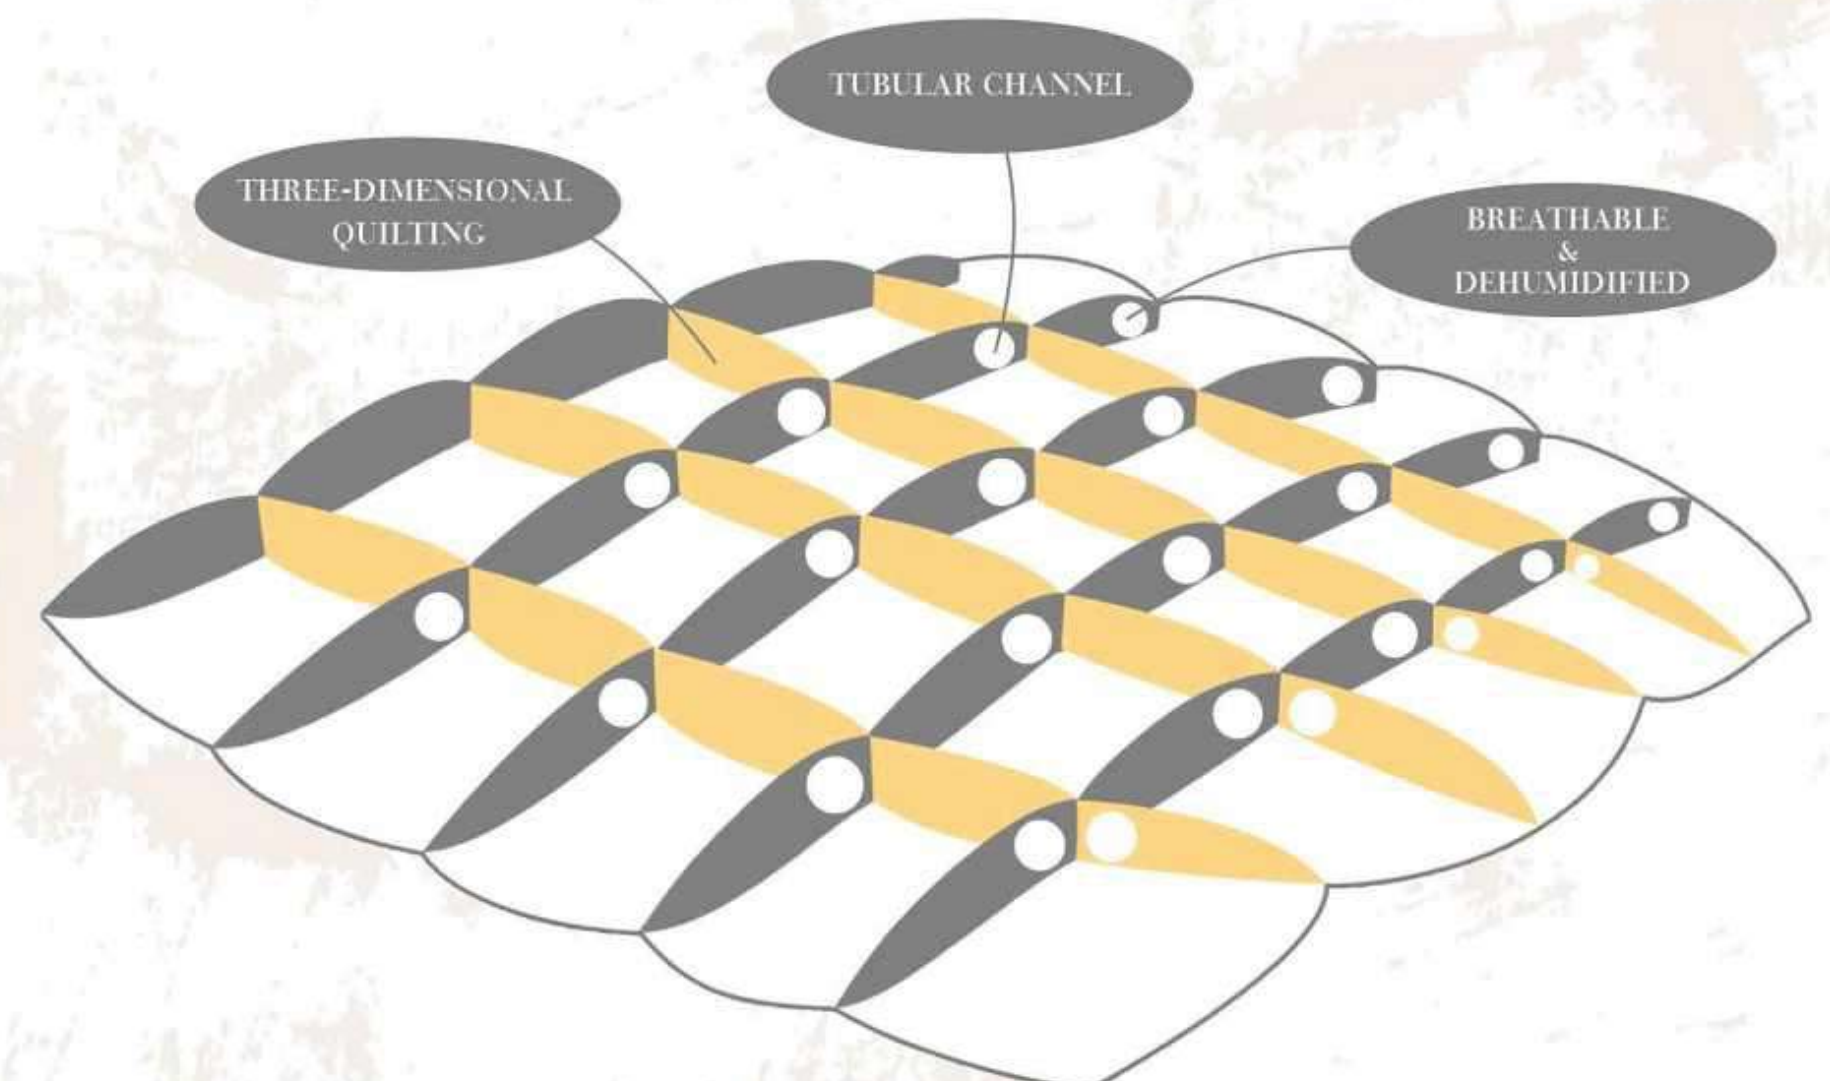 TUBULAR CHANNEL
THREE-DIMENSIONAL
QUILTING
BREATHABLE
&
DEHUMIDIFIED